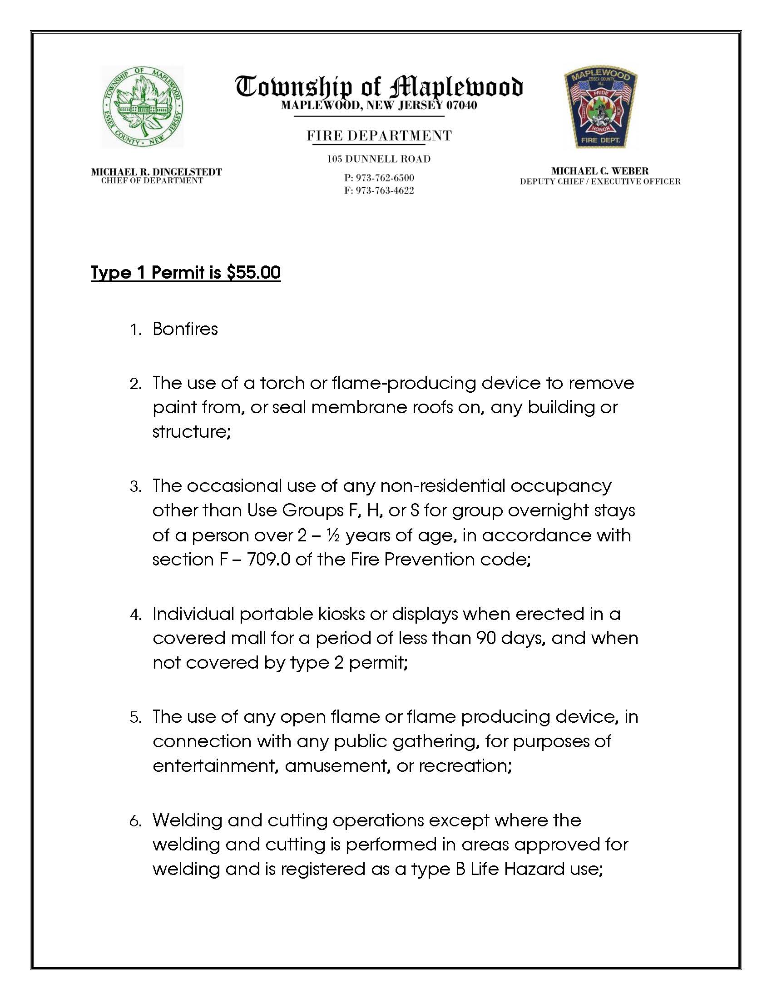 TOWNSHIP OF MAPLEWOOD
ESSEX COUNTY • NEW JERSEY
Township of Maplewood
MAPLEWOOD, NEW JERSEY 07040
FIRE DEPARTMENT
105 DUNNELL ROAD
P: 973-762-6500
F: 973-763-4622
MAPLEWOOD
ESSEX COUNTY
N.J.
PRIDE
HONOR
FIRE DEPT.
MICHAEL R. DINGELSTEDT
CHIEF OF DEPARTMENT
MICHAEL C. WEBER
DEPUTY CHIEF / EXECUTIVE OFFICER
Type 1 Permit is $55.00
1. Bonfires
2. The use of a torch or flame-producing device to remove
paint from, or seal membrane roofs on, any building or
structure;
3. The occasional use of any non-residential occupancy
other than Use Groups F, H, or S for group overnight stays
of a person over 2 – ½ years of age, in accordance with
section F – 709.0 of the Fire Prevention code;
4. Individual portable kiosks or displays when erected in a
covered mall for a period of less than 90 days, and when
not covered by type 2 permit;
5. The use of any open flame or flame producing device, in
connection with any public gathering, for purposes of
entertainment, amusement, or recreation;
6. Welding and cutting operations except where the
welding and cutting is performed in areas approved for
welding and is registered as a type B Life Hazard use;